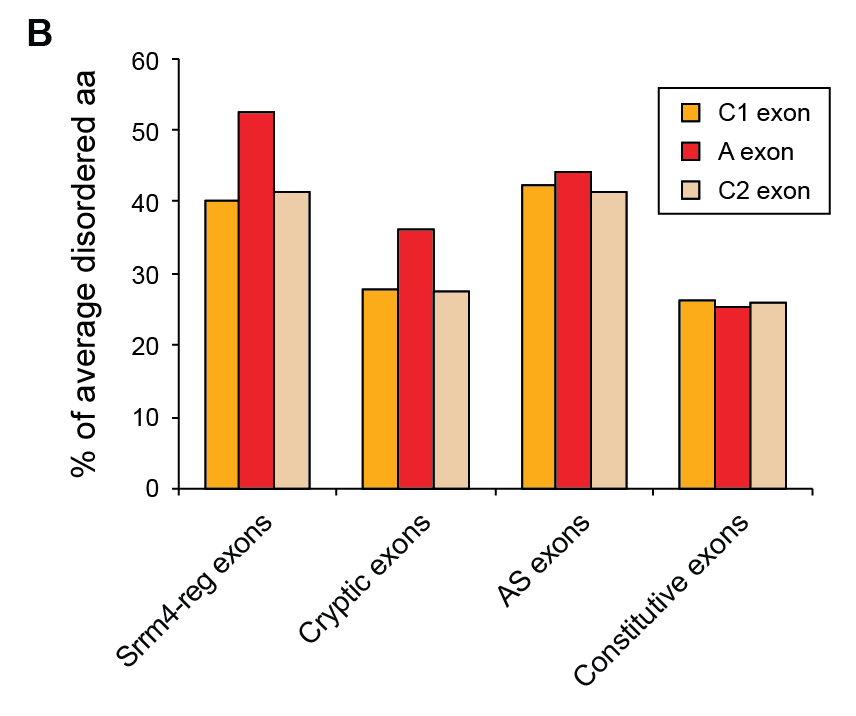 B
% of average disordered aa
60
50
40
30
20
10
0
C1 exon
A exon
C2 exon
Srrm4-reg exons
Cryptic exons
AS exons
Constitutive exons